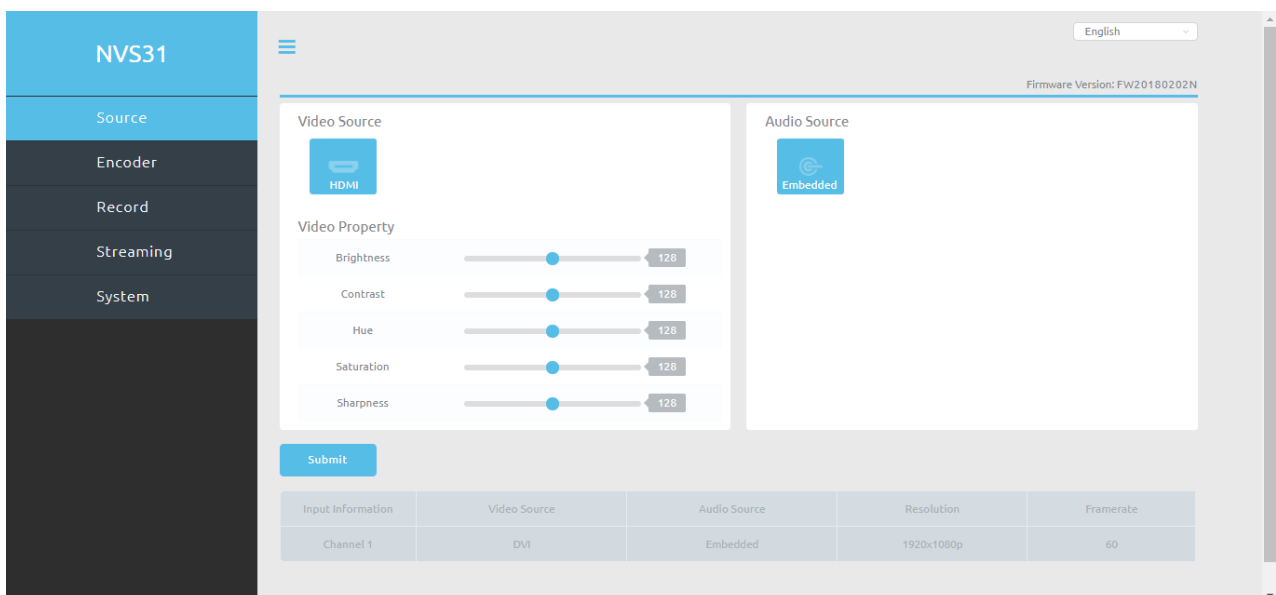 NVS31
English
Firmware Version: FW20180202N
Source
Encoder
Record
Streaming
System
Video Source
HDMI
Video Property
Brightness 128
Contrast 128
Hue 128
Saturation 128
Sharpness 128
Audio Source
Embedded
Submit
Input Information Video Source Audio Source Resolution Framerate
Channel 1 DVI Embedded 1920x1080p 60